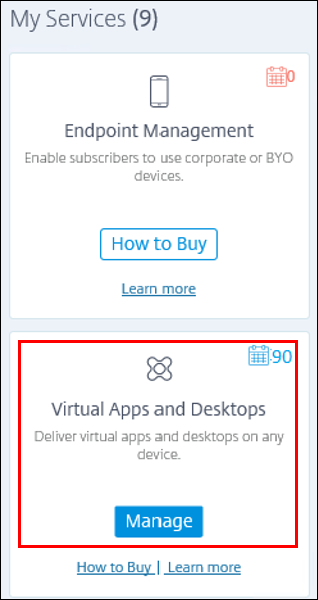 My Services (9)
0
Endpoint Management
Enable subscribers to use corporate or BYO
devices.
How to Buy
Learn more
90
Virtual Apps and Desktops
Deliver virtual apps and desktops on any
device.
Manage
How to Buy | Learn more